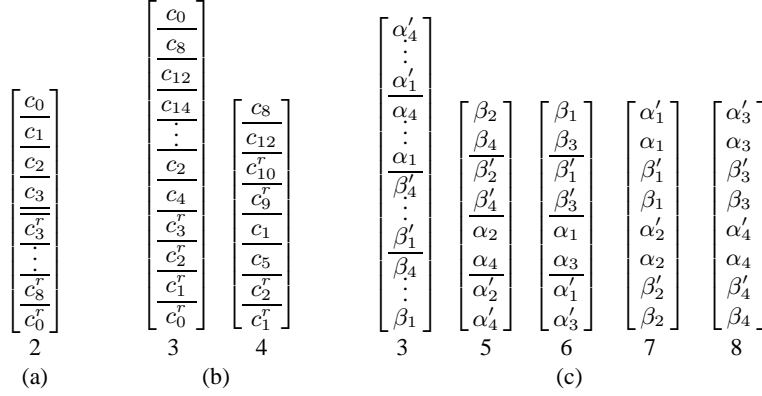 c_0
c_1
c_2
c_3
c_3^r
⋮
c_8^r
c_0^r
2
(a)
c_0
c_8
c_12
c_14
⋮
c_2
c_4
c_3^r
c_2^r
c_1^r
c_0^r
3
c_8
c_12
c_10^r
c_9^r
c_1
c_5
c_2^r
c_1^r
4
(b)
α'_4
⋮
α'_1
α_4
⋮
α_1
β'_4
⋮
β'_1
β_4
⋮
β_1
3
β_2
β_4
β'_2
β'_4
α_2
α_4
α'_2
α'_4
5
β_1
β_3
β'_1
β'_3
α_1
α_3
α'_1
α'_3
6
α'_1
α_1
β'_1
β_1
α'_2
α_2
β'_2
β_2
7
α'_3
α_3
β'_3
β_3
α'_4
α_4
β'_4
β_4
8
(c)